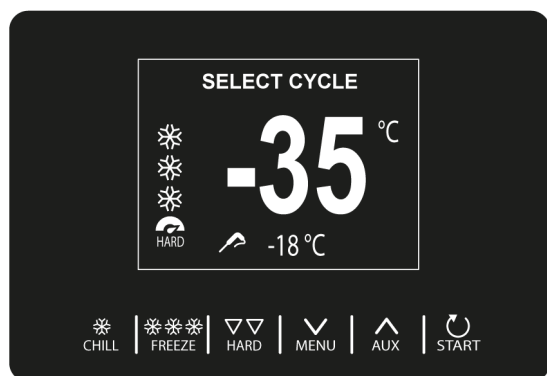 SELECT CYCLE
-35 °C
HARD
-18 °C
CHILL FREEZE HARD MENU AUX START